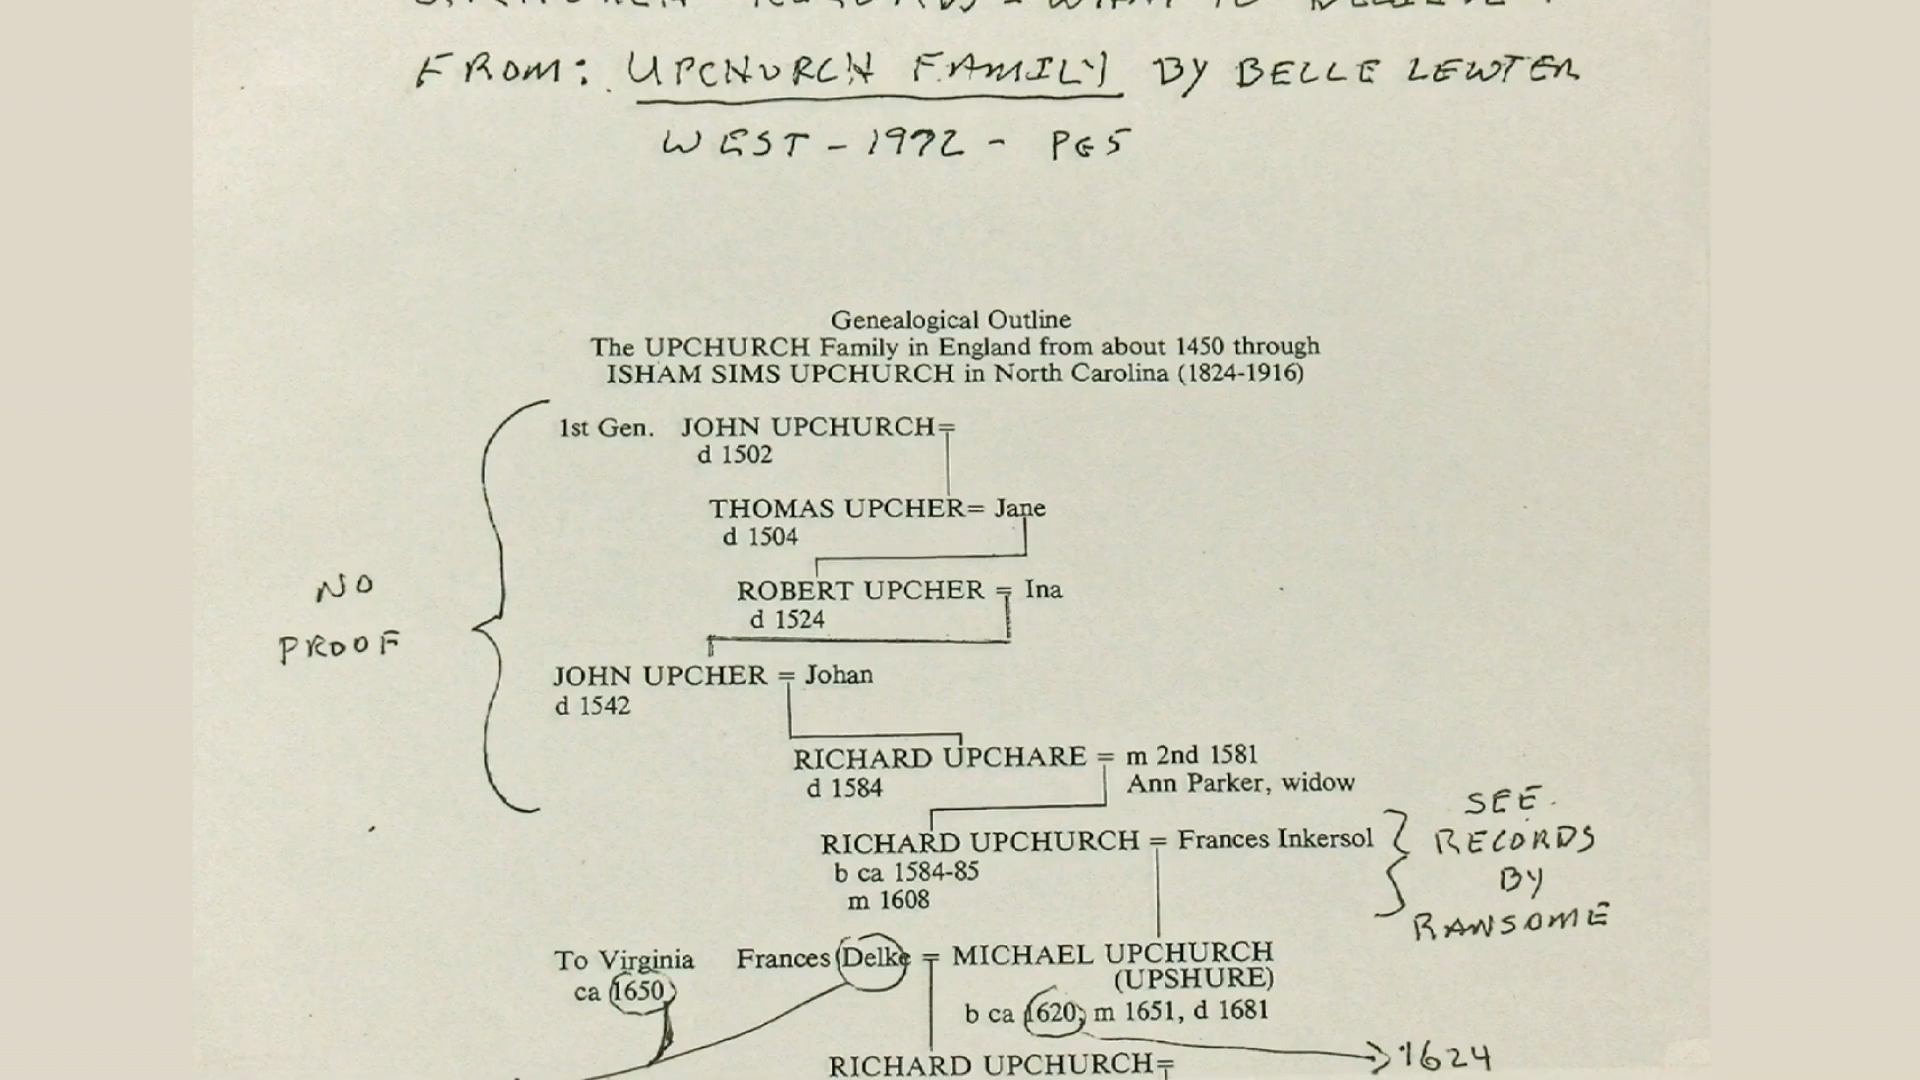 FROM: UPCHURCH FAMILY BY BELLE LEWTER
WEST - 1972 - PG 5
Genealogical Outline
The UPCHURCH Family in England from about 1450 through
ISHAM SIMS UPCHURCH in North Carolina (1824-1916)
1st Gen. JOHN UPCHURCH=
d 1502
THOMAS UPCHER= Jane
d 1504
NO
PROOF
ROBERT UPCHER = Ina
d 1524
JOHN UPCHER = Johan
d 1542
RICHARD UPCHARE = m 2nd 1581
d 1584 Ann Parker, widow
SEE
RECORDS
BY
RANSOME
RICHARD UPCHURCH = Frances Inkersol
b ca 1584-85
m 1608
To Virginia Frances Delke = MICHAEL UPCHURCH
ca 1650 (UPSHURE)
b ca 1620, m 1651, d 1681
1624
RICHARD UPCHURCH=